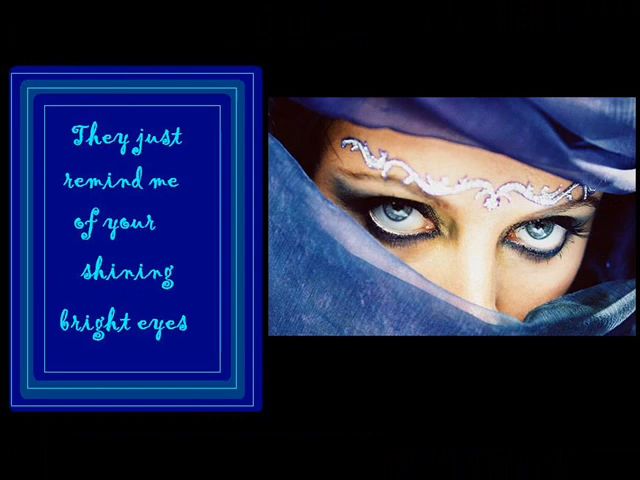 They just
remind me
of your
shining
bright eyes